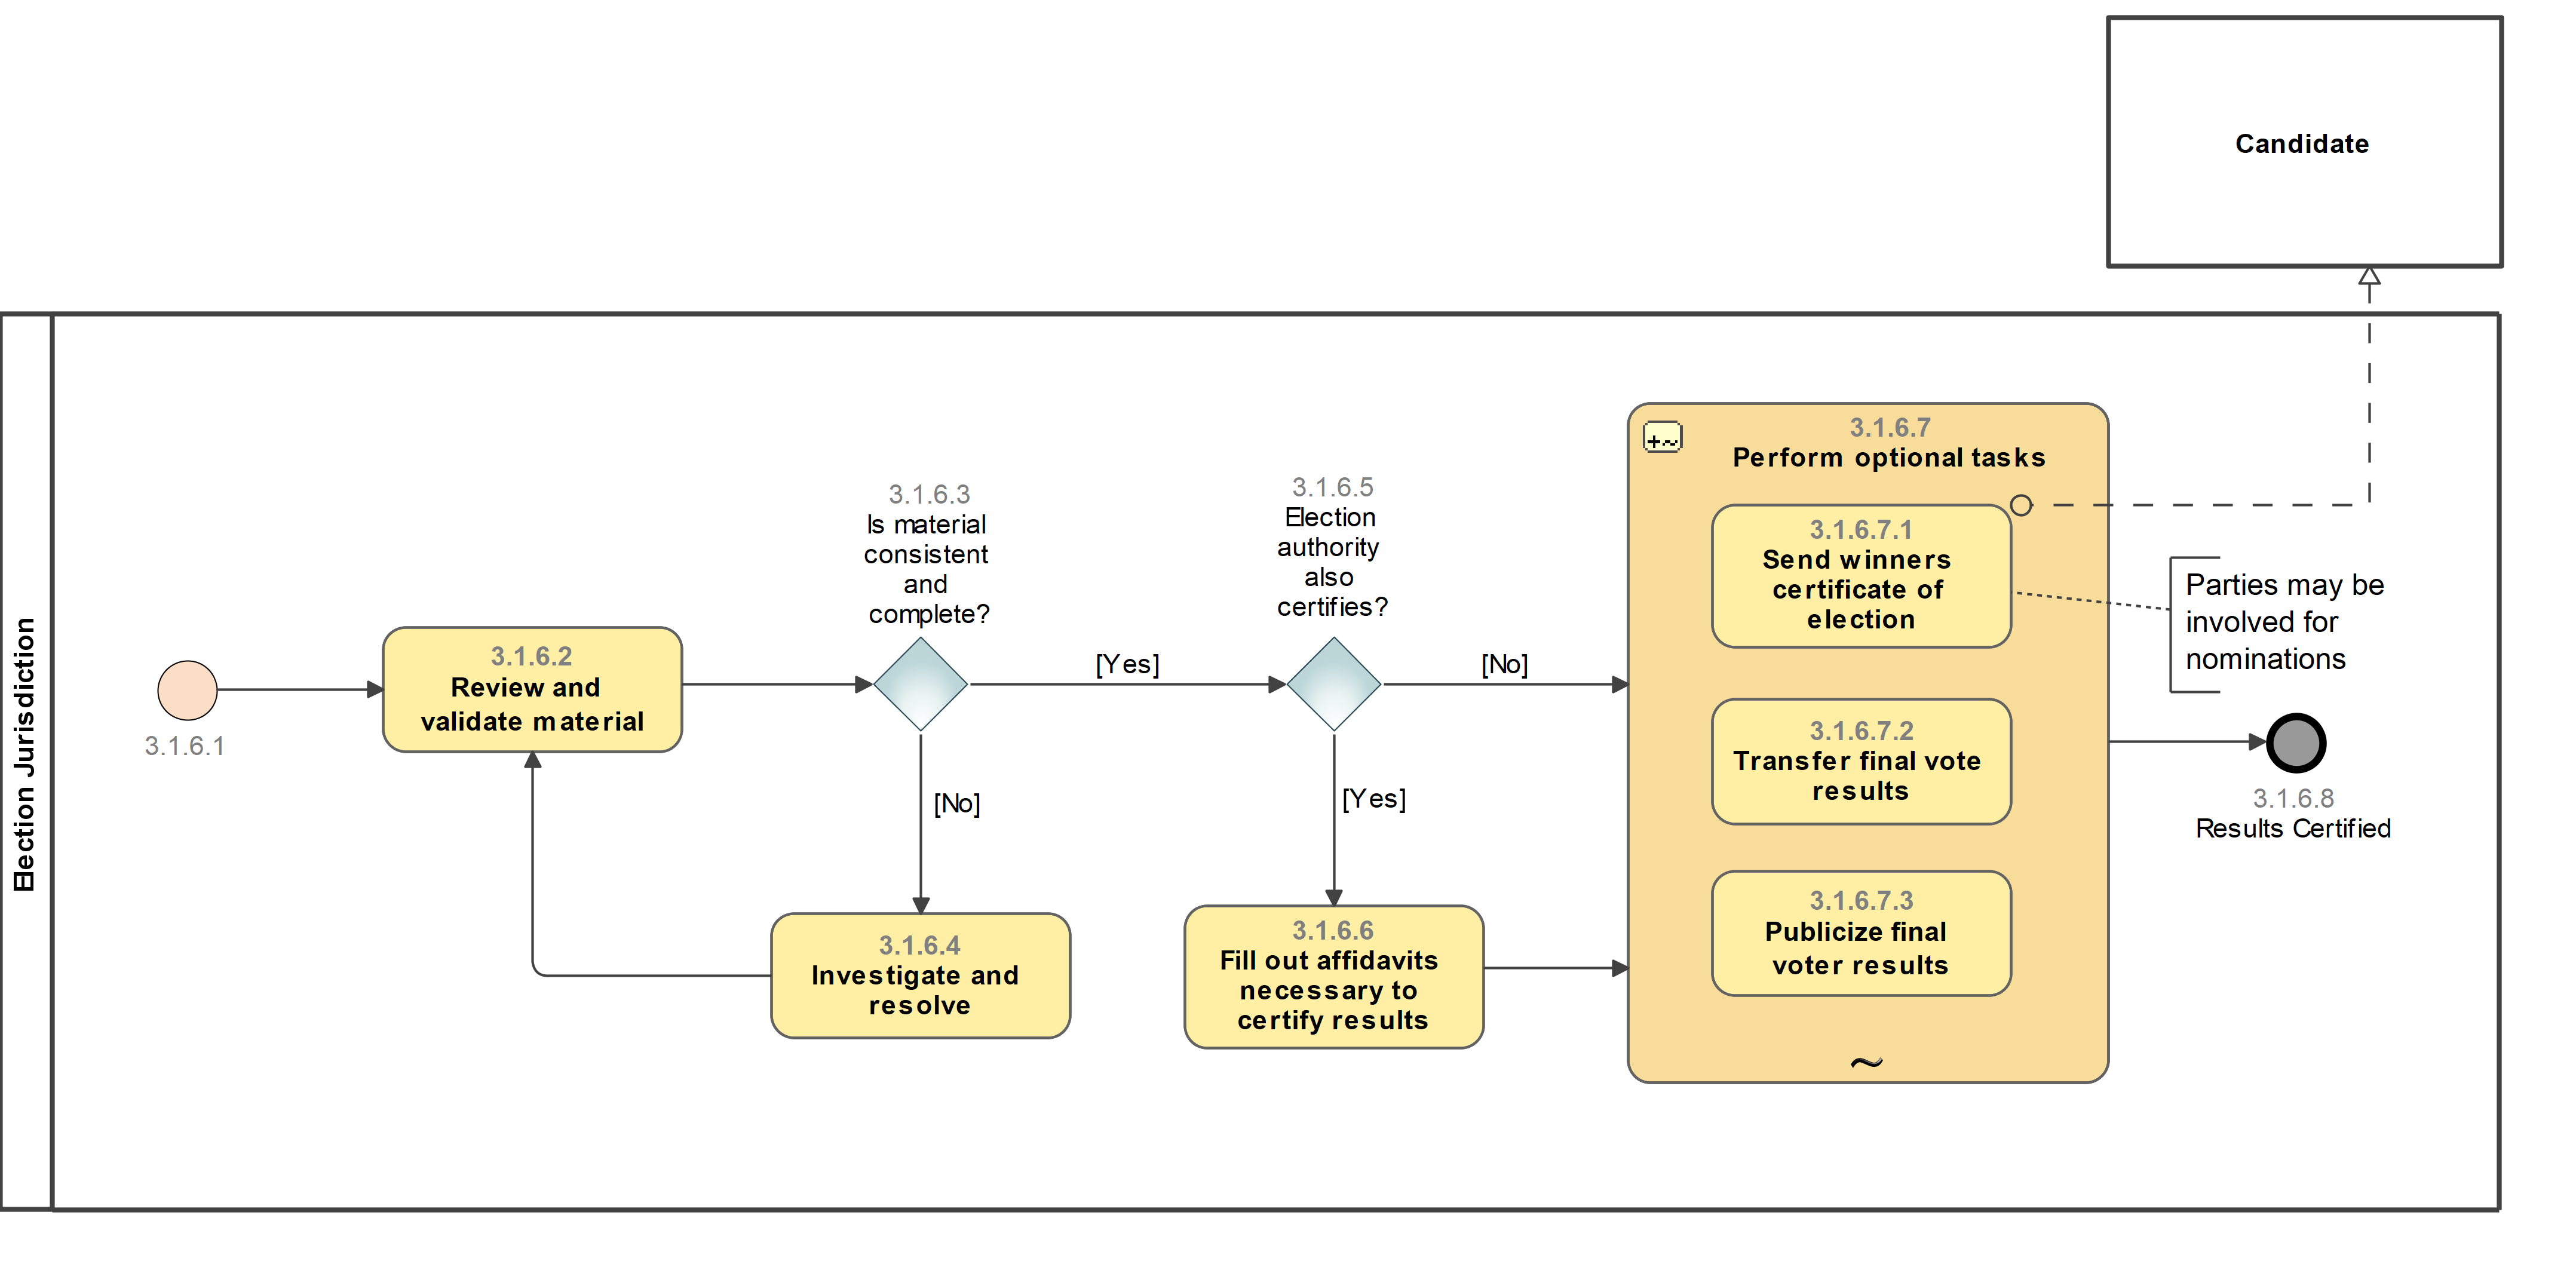 Candidate
Election Jurisdiction
3.1.6.1
3.1.6.2
Review and
validate material
3.1.6.3
Is material
consistent
and
complete?
[Yes]
[No]
3.1.6.4
Investigate and
resolve
3.1.6.5
Election
authority
also
certifies?
[No]
[Yes]
3.1.6.6
Fill out affidavits
necessary to
certify results
3.1.6.7
Perform optional tasks
3.1.6.7.1
Send winners
certificate of
election
3.1.6.7.2
Transfer final vote
results
3.1.6.7.3
Publicize final
voter results
Parties may be
involved for
nominations
3.1.6.8
Results Certified